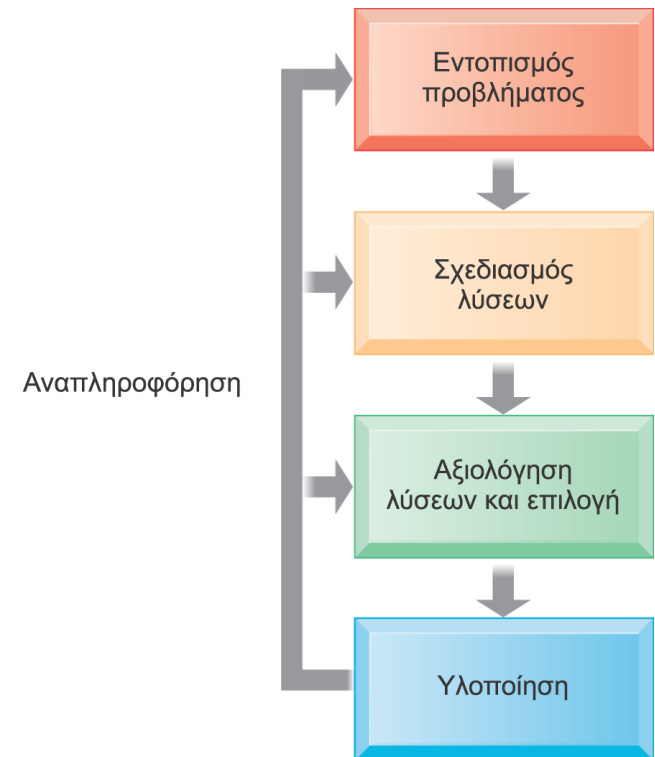 Εντοπισμός
προβλήματος
Σχεδιασμός
λύσεων
Αναπληροφόρηση
Αξιολόγηση
λύσεων και επιλογή
Υλοποίηση